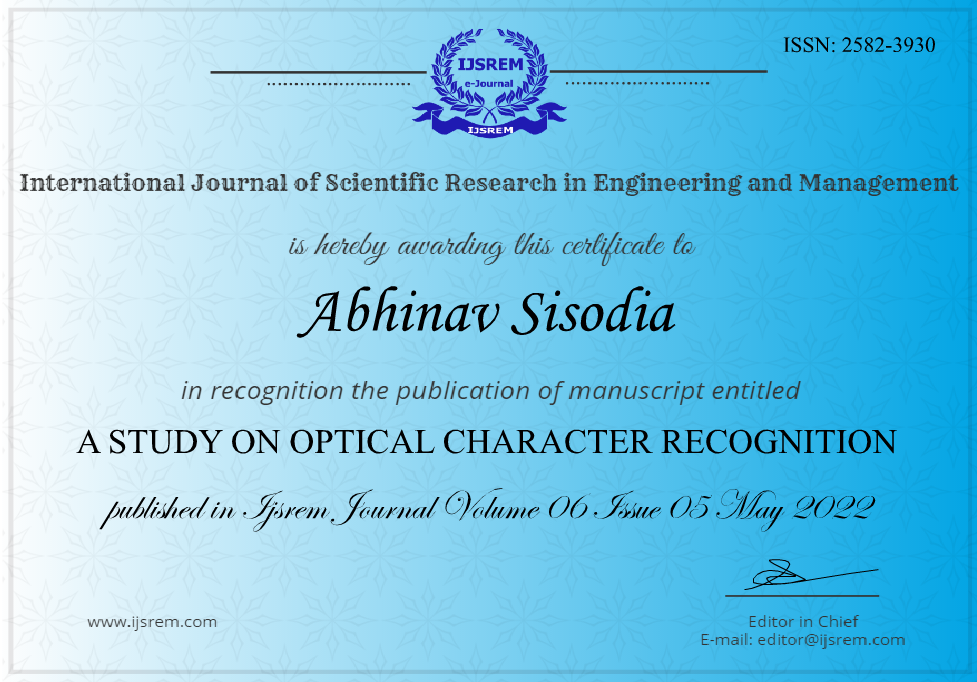 ISSN: 2582-3930
IJSREM
e-Journal
IJSREM
International Journal of Scientific Research in Engineering and Management
is hereby awarding this certificate to
Abhinav Sisodia
in recognition the publication of manuscript entitled
A STUDY ON OPTICAL CHARACTER RECOGNITION
published in Ijsrem Journal Volume 06 Issue 05 May 2022
www.ijsrem.com
Editor in Chief
E-mail: editor@ijsrem.com